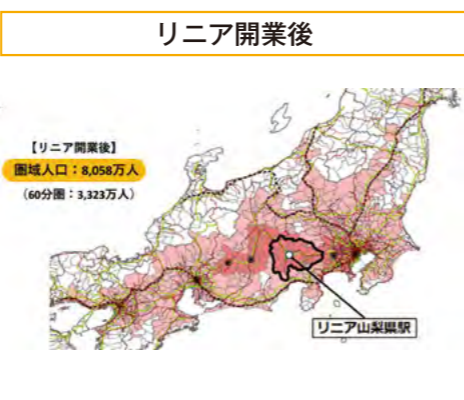 リニア開業後
【リニア開業後】
圏域人口：8,058万人
（60分圏：3,323万人）
リニア山梨県駅